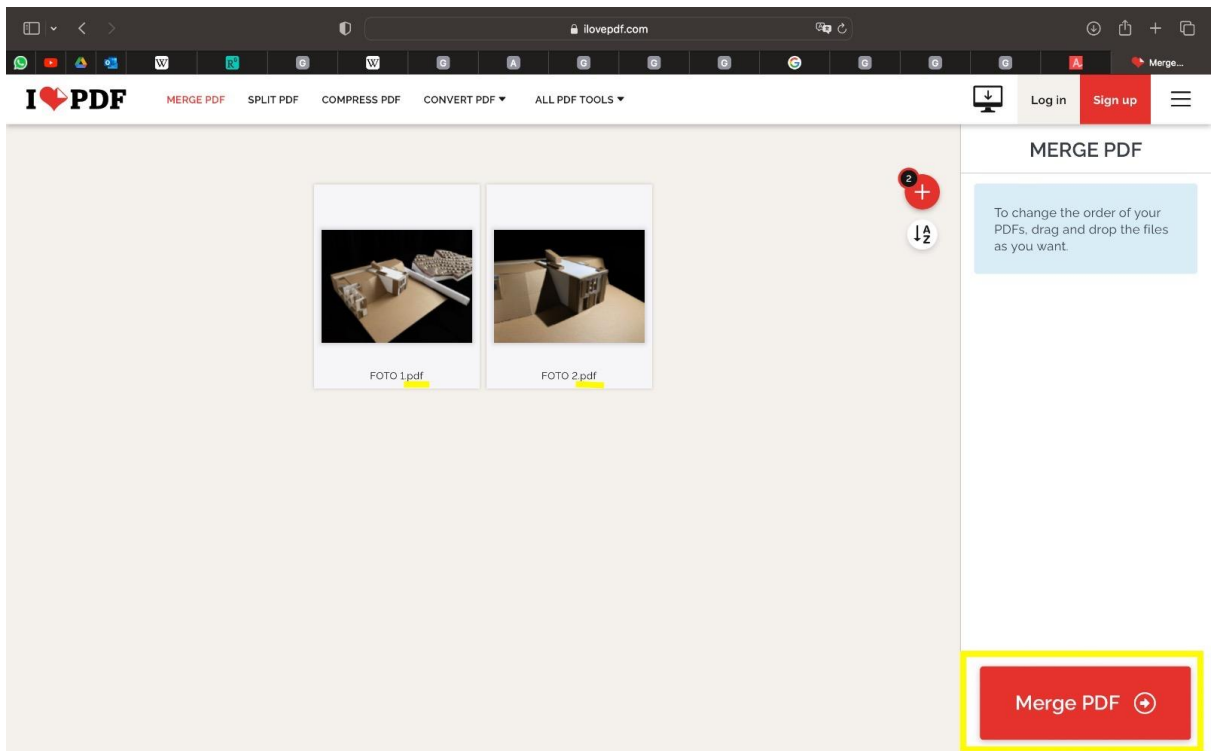 ilovepdf.com
W R G W G A G G G G G G G A. Merge...
I PDF MERGE PDF SPLIT PDF COMPRESS PDF CONVERT PDF ALL PDF TOOLS Log in Sign up
MERGE PDF
2
To change the order of your
PDFs, drag and drop the files
as you want.
A
Z
FOTO 1.pdf FOTO 2.pdf
Merge PDF